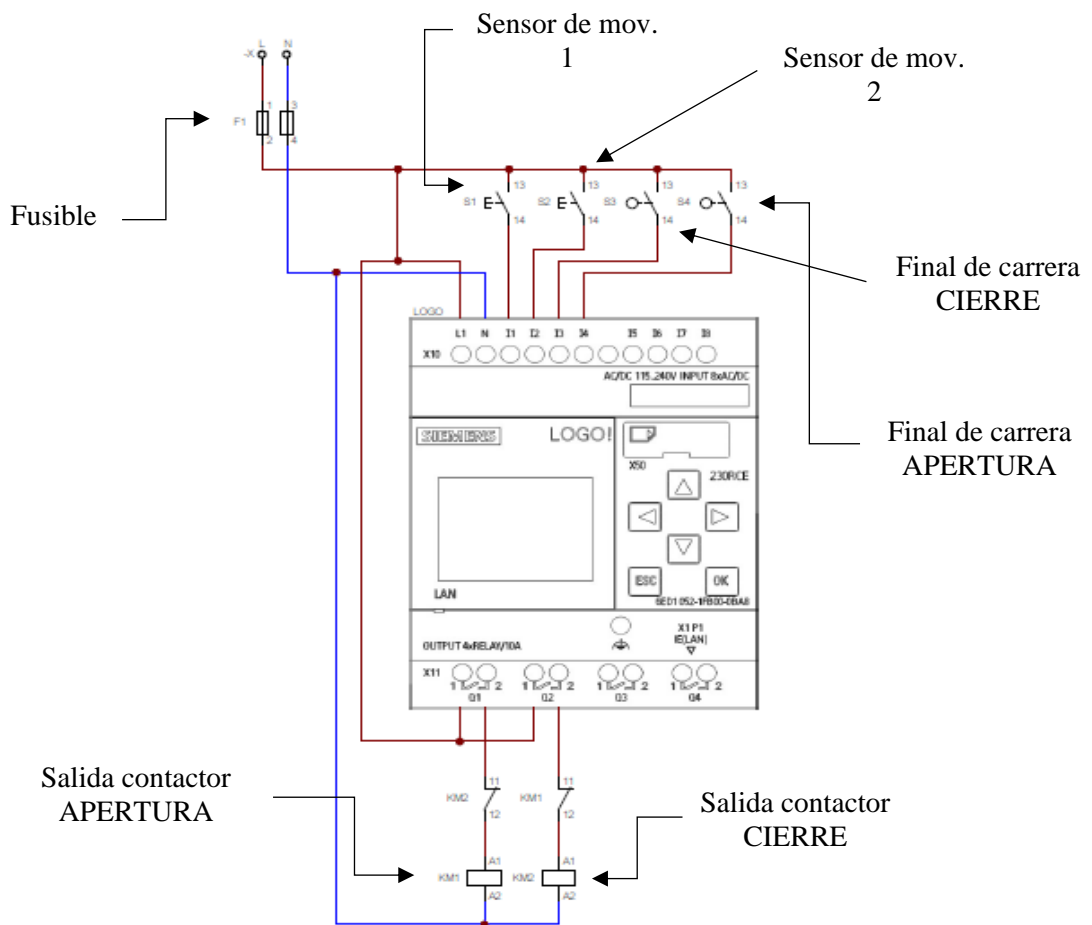 Sensor de mov.
1
Sensor de mov.
2
-X L N
1 3
F1
2 4
Fusible
13 13 13 13
S1 S2 S3 S4
14 14 14 14
Final de carrera
CIERRE
Final de carrera
APERTURA
LOGO
L1 N I1 I2 I3 I4 I5 I6 I7 I8
X10
AC/DC 115..240V INPUT 8xAC/DC
SIEMENS LOGO!
X50
230RCE
ESC OK
LAN
6ED1 052-1FB00-0BA8
X1 P1
IE(LAN)
OUTPUT 4xRELAY/10A
X11
1 2 1 2 1 2 1 2
Q1 Q2 Q3 Q4
11 11
KM2 KM1
12 12
Salida contactor
APERTURA
Salida contactor
CIERRE
A1 A1
KM1 KM2
A2 A2